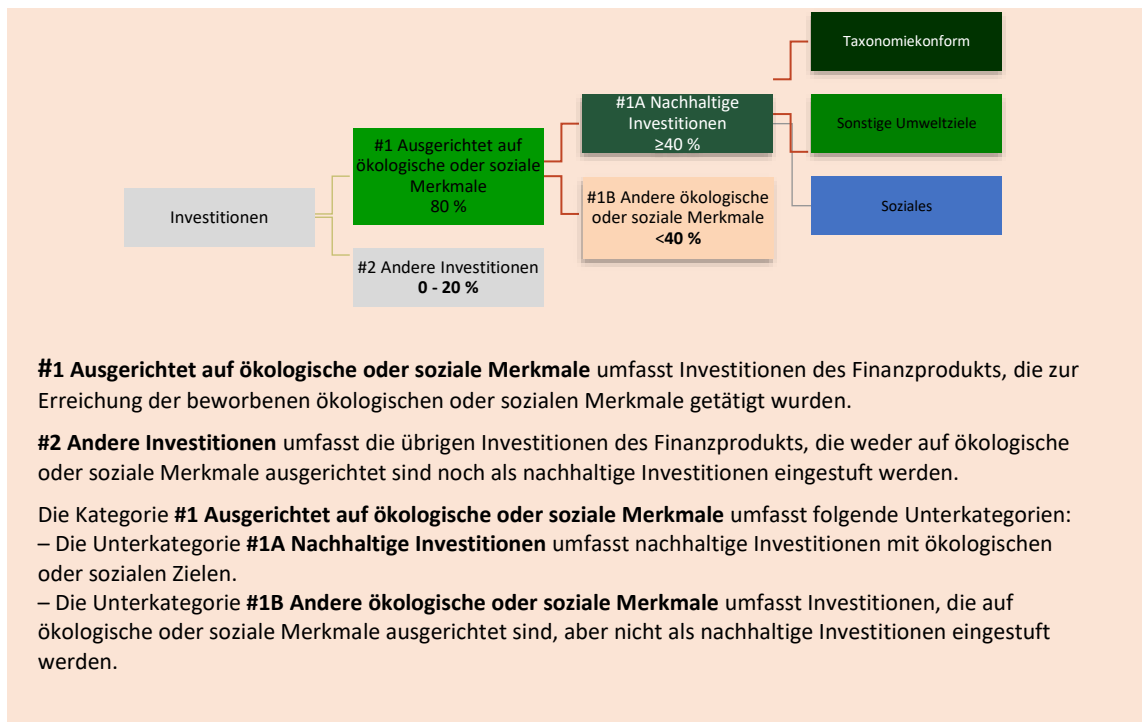 Taxonomiekonform
#1A Nachhaltige
Investitionen
≥40 %
Sonstige Umweltziele
#1 Ausgerichtet auf
ökologische oder soziale
Merkmale
80 %
#1B Andere ökologische
oder soziale Merkmale
<40 %
Soziales
Investitionen
#2 Andere Investitionen
0 - 20 %
#1 Ausgerichtet auf ökologische oder soziale Merkmale umfasst Investitionen des Finanzprodukts, die zur
Erreichung der beworbenen ökologischen oder sozialen Merkmale getätigt wurden.
#2 Andere Investitionen umfasst die übrigen Investitionen des Finanzprodukts, die weder auf ökologische
oder soziale Merkmale ausgerichtet sind noch als nachhaltige Investitionen eingestuft werden.
Die Kategorie #1 Ausgerichtet auf ökologische oder soziale Merkmale umfasst folgende Unterkategorien:
– Die Unterkategorie #1A Nachhaltige Investitionen umfasst nachhaltige Investitionen mit ökologischen
oder sozialen Zielen.
– Die Unterkategorie #1B Andere ökologische oder soziale Merkmale umfasst Investitionen, die auf
ökologische oder soziale Merkmale ausgerichtet sind, aber nicht als nachhaltige Investitionen eingestuft
werden.